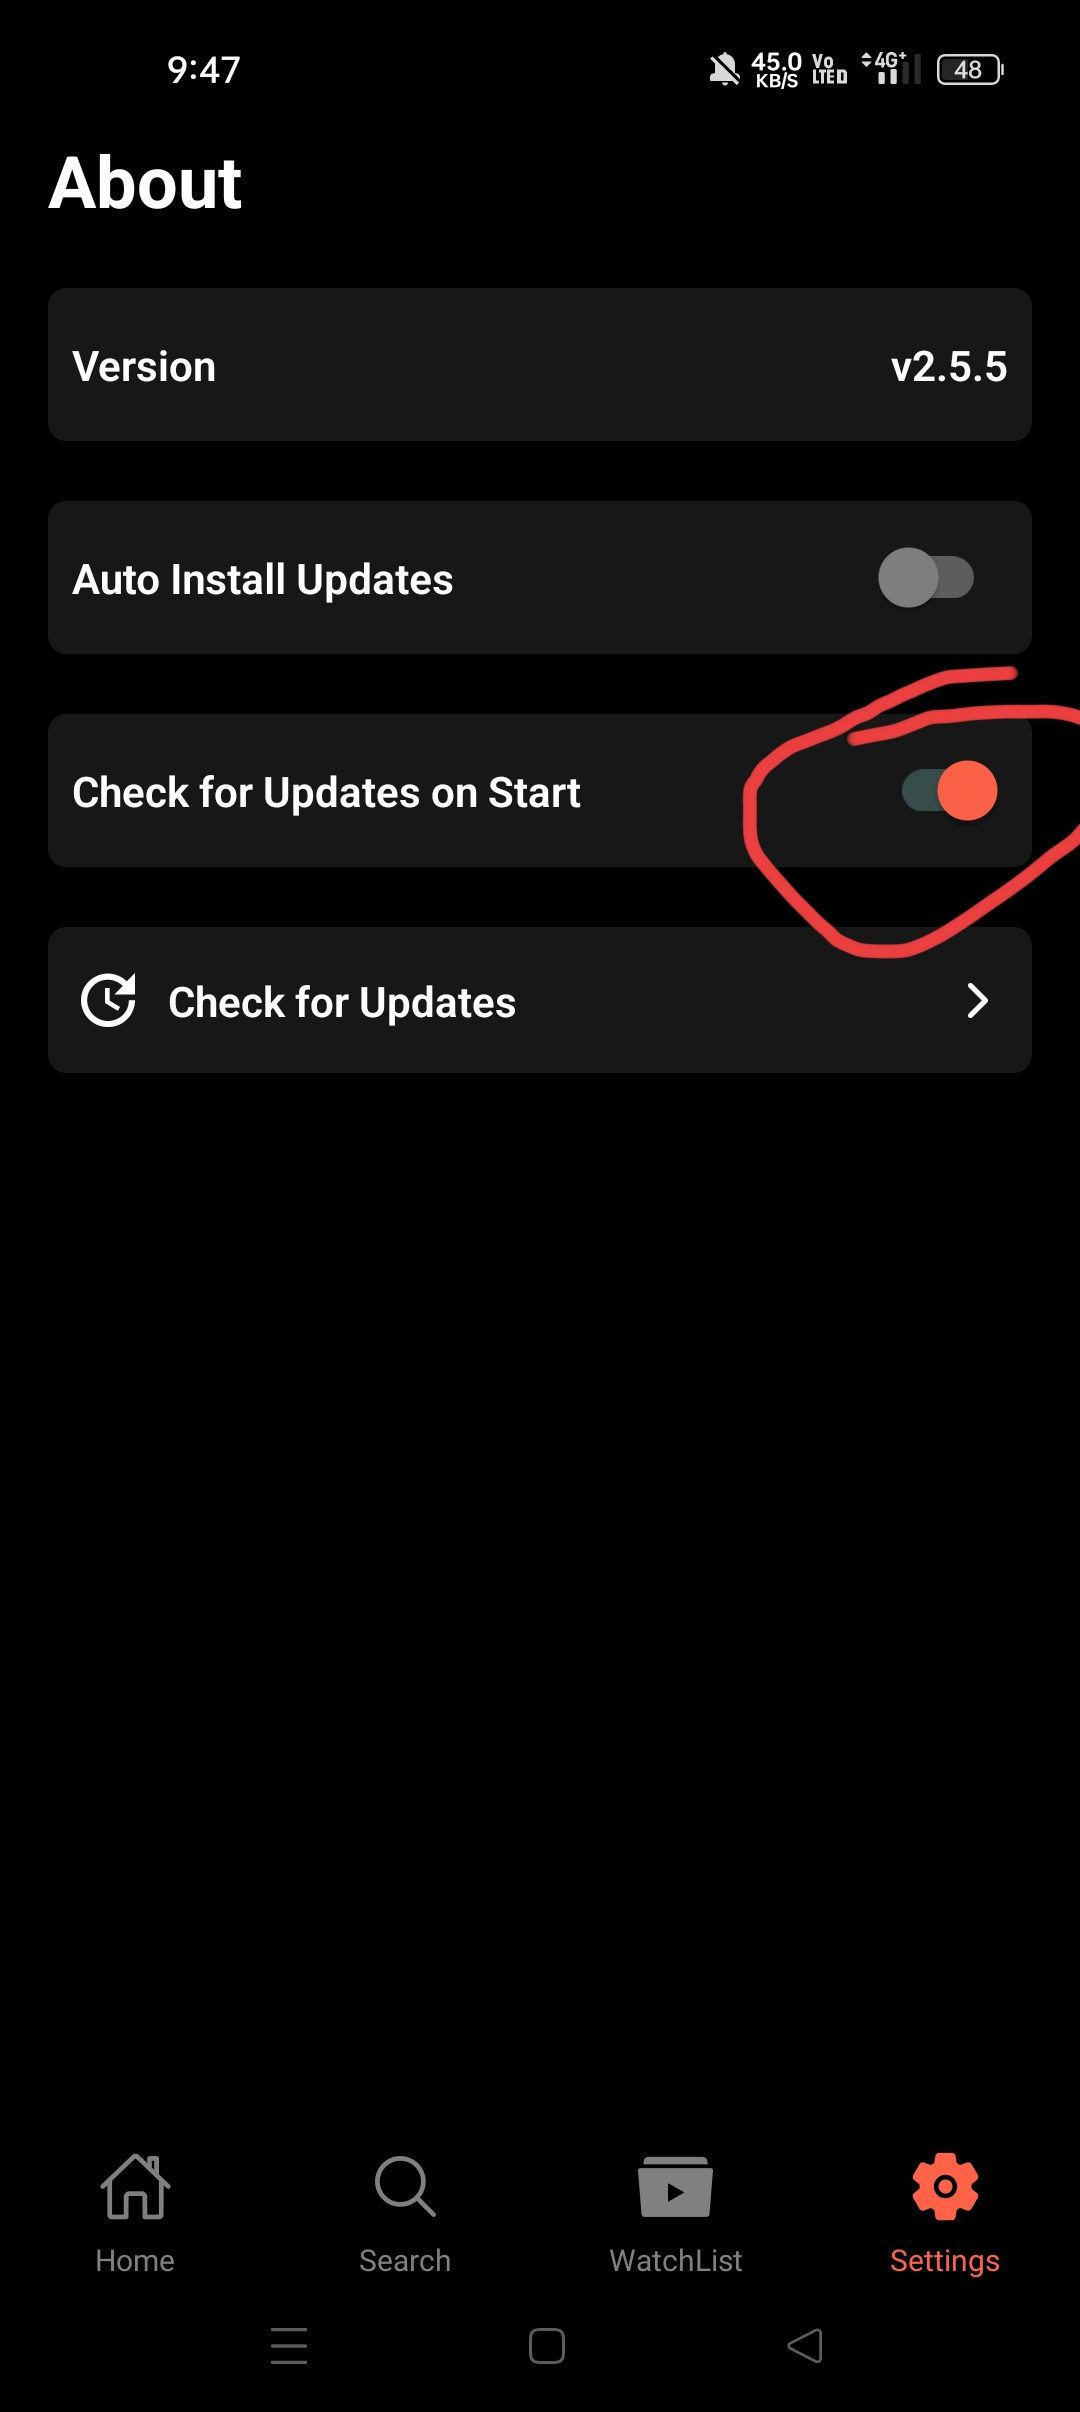 9:47
45.0
KB/S
Vo
LTED
4G+
48
About
Version
v2.5.5
Auto Install Updates
Check for Updates on Start
Check for Updates
Home
Search
WatchList
Settings